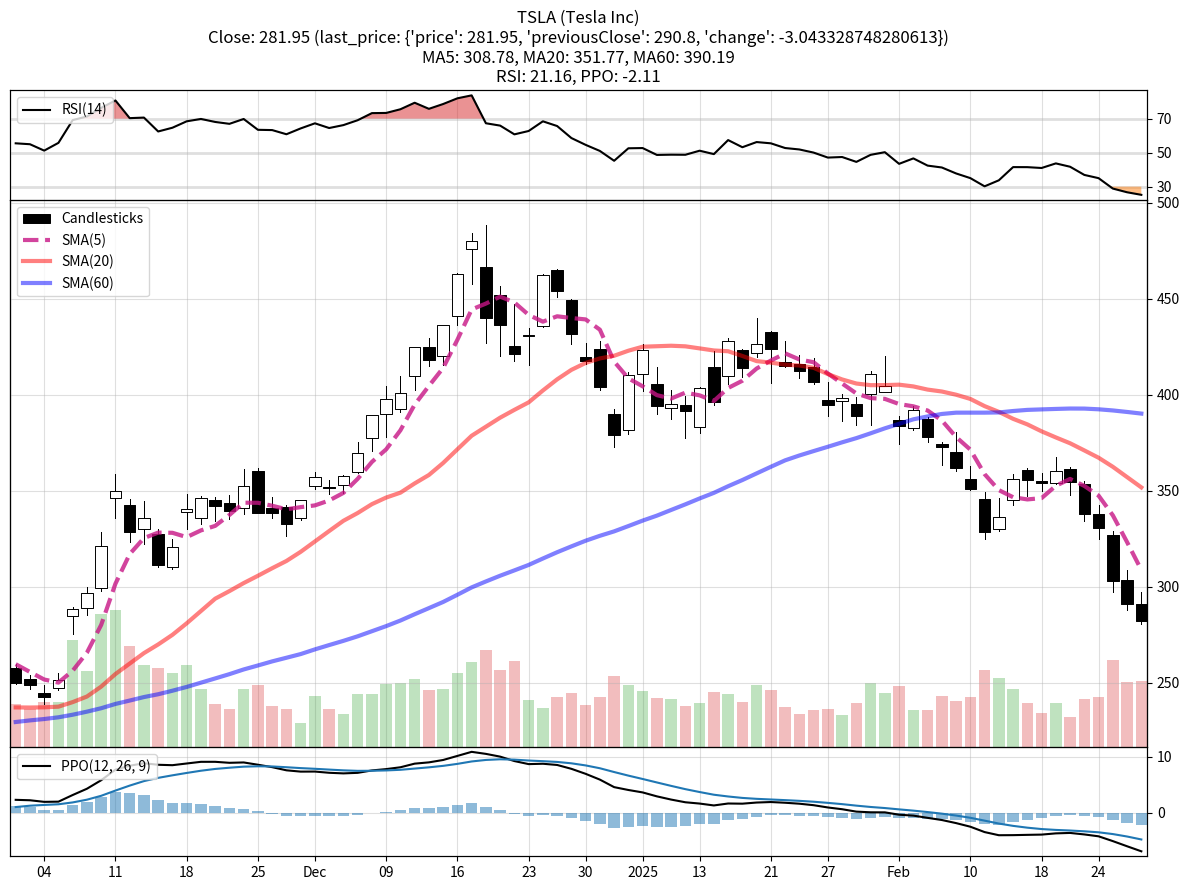 TSLA (Tesla Inc)
Close: 281.95 (last_price: {'price': 281.95, 'previousClose': 290.8, 'change': -3.043328748280613})
MA5: 308.78, MA20: 351.77, MA60: 390.19
RSI: 21.16, PPO: -2.11
RSI(14)
70
50
30
Candlesticks
SMA(5)
SMA(20)
SMA(60)
500
450
400
350
300
250
PPO(12, 26, 9)
10
0
04 11 18 25 Dec 09 16 23 30 2025 13 21 27 Feb 10 18 24